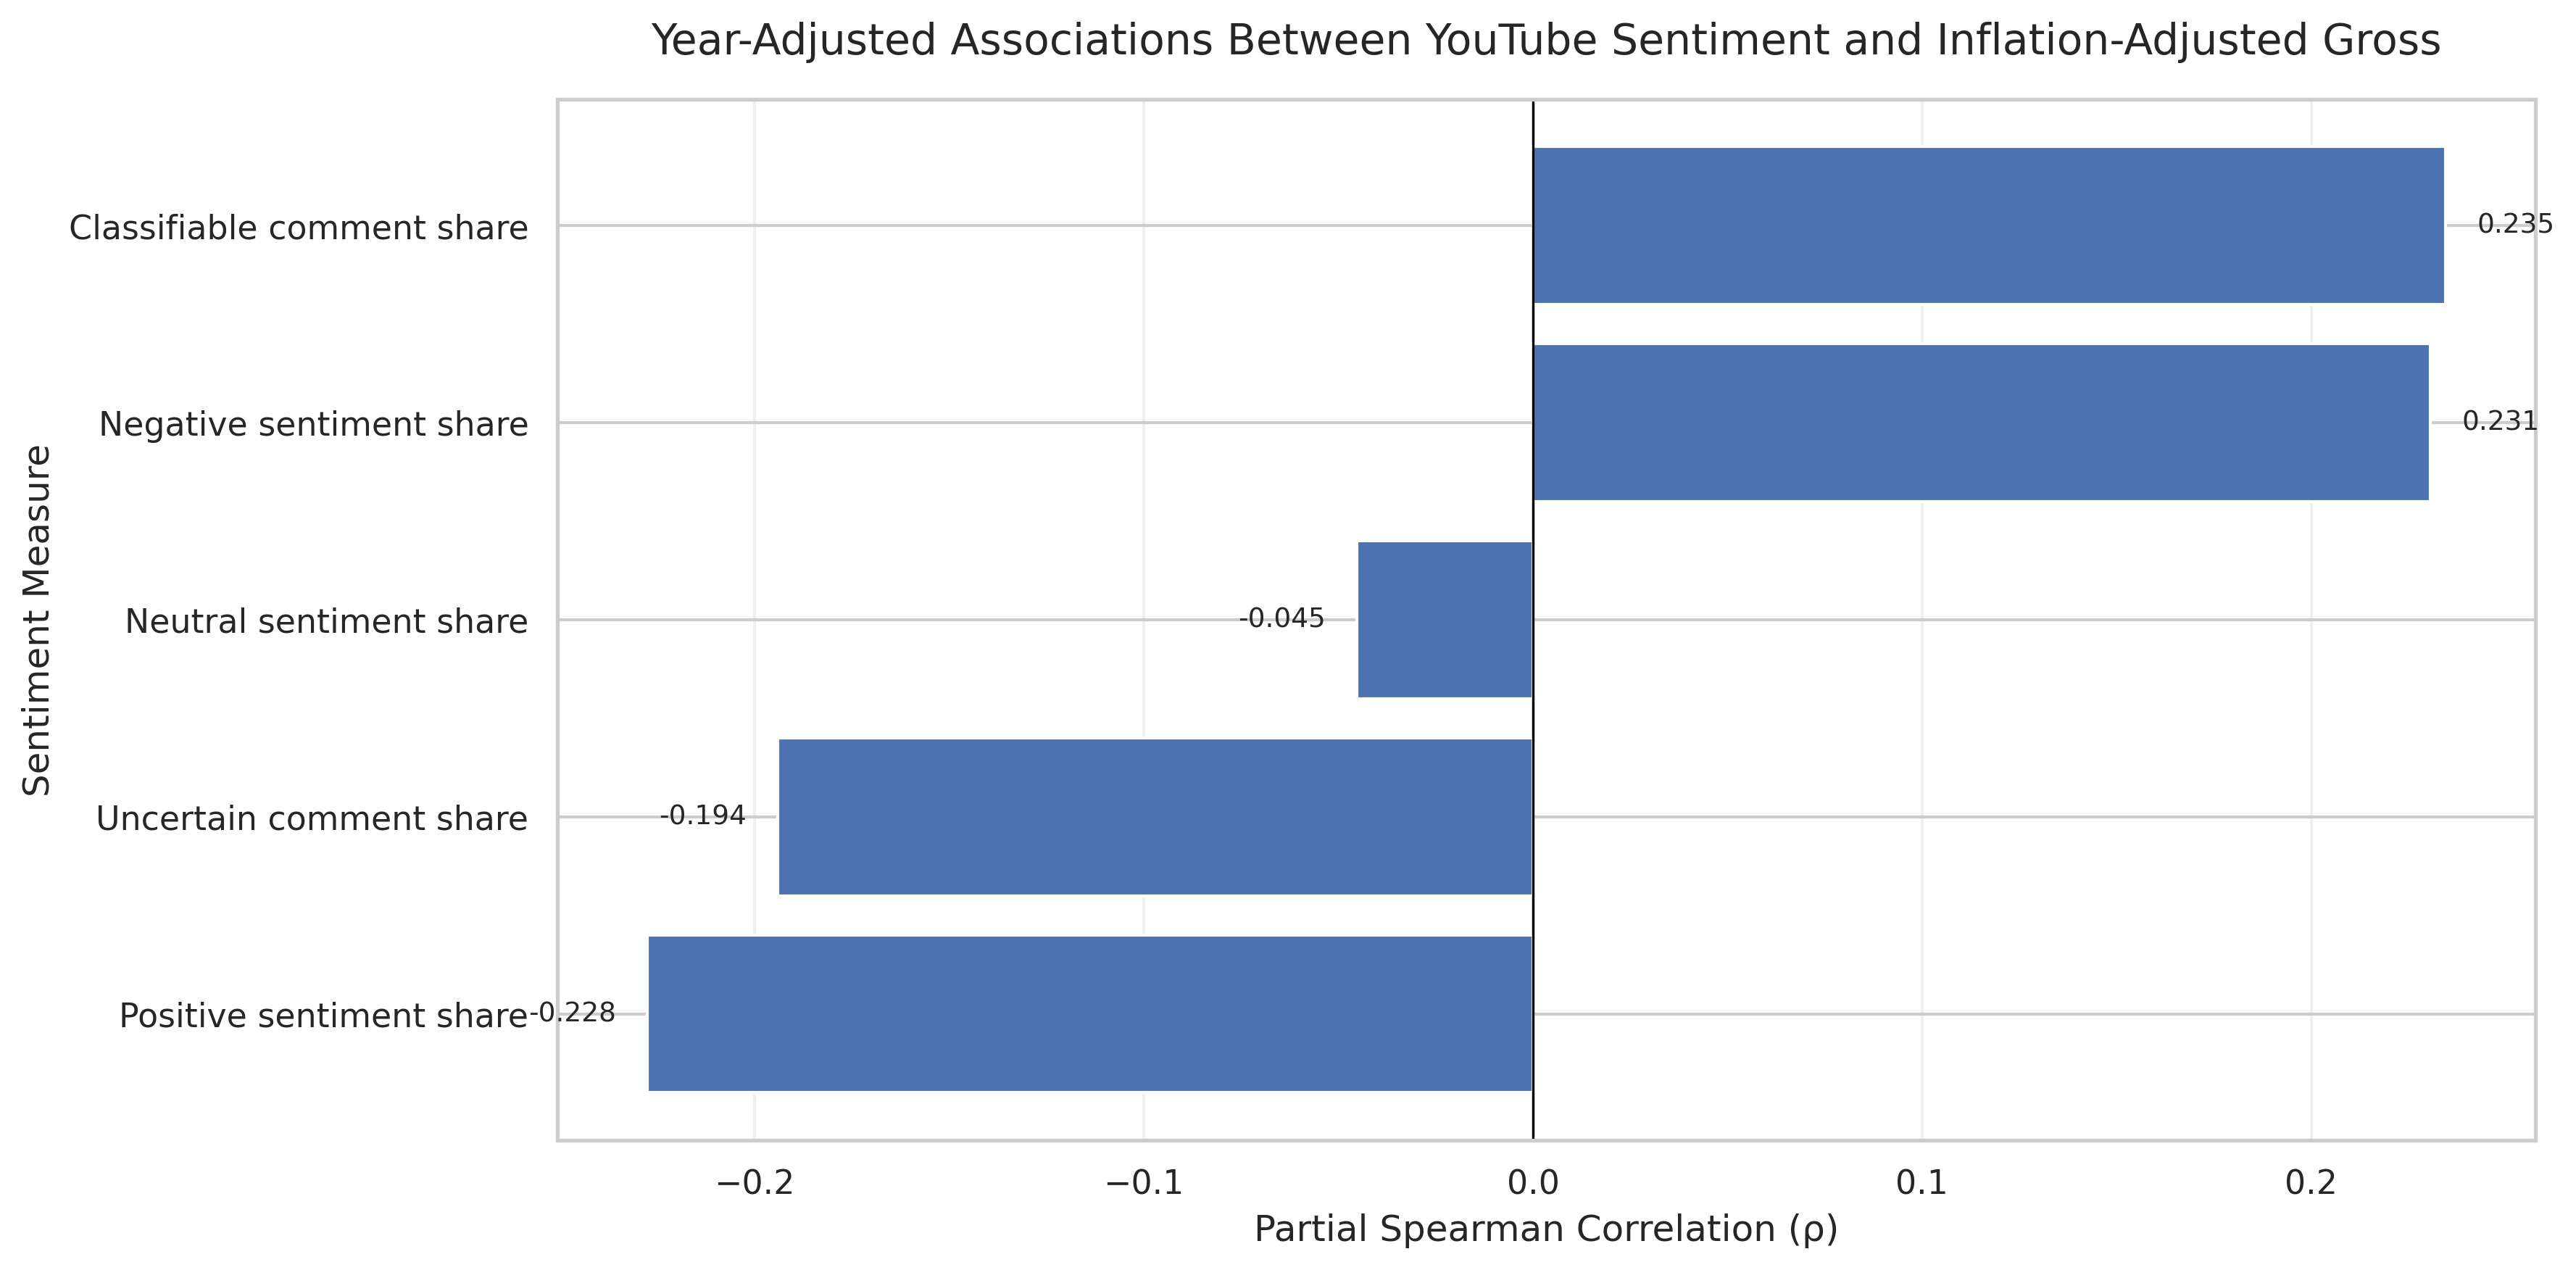 Year-Adjusted Associations Between YouTube Sentiment and Inflation-Adjusted Gross
Sentiment Measure
Classifiable comment share
0.235
Negative sentiment share
0.231
Neutral sentiment share
-0.045
Uncertain comment share
-0.194
Positive sentiment share
-0.228
−0.2
−0.1
0.0
0.1
0.2
Partial Spearman Correlation (ρ)